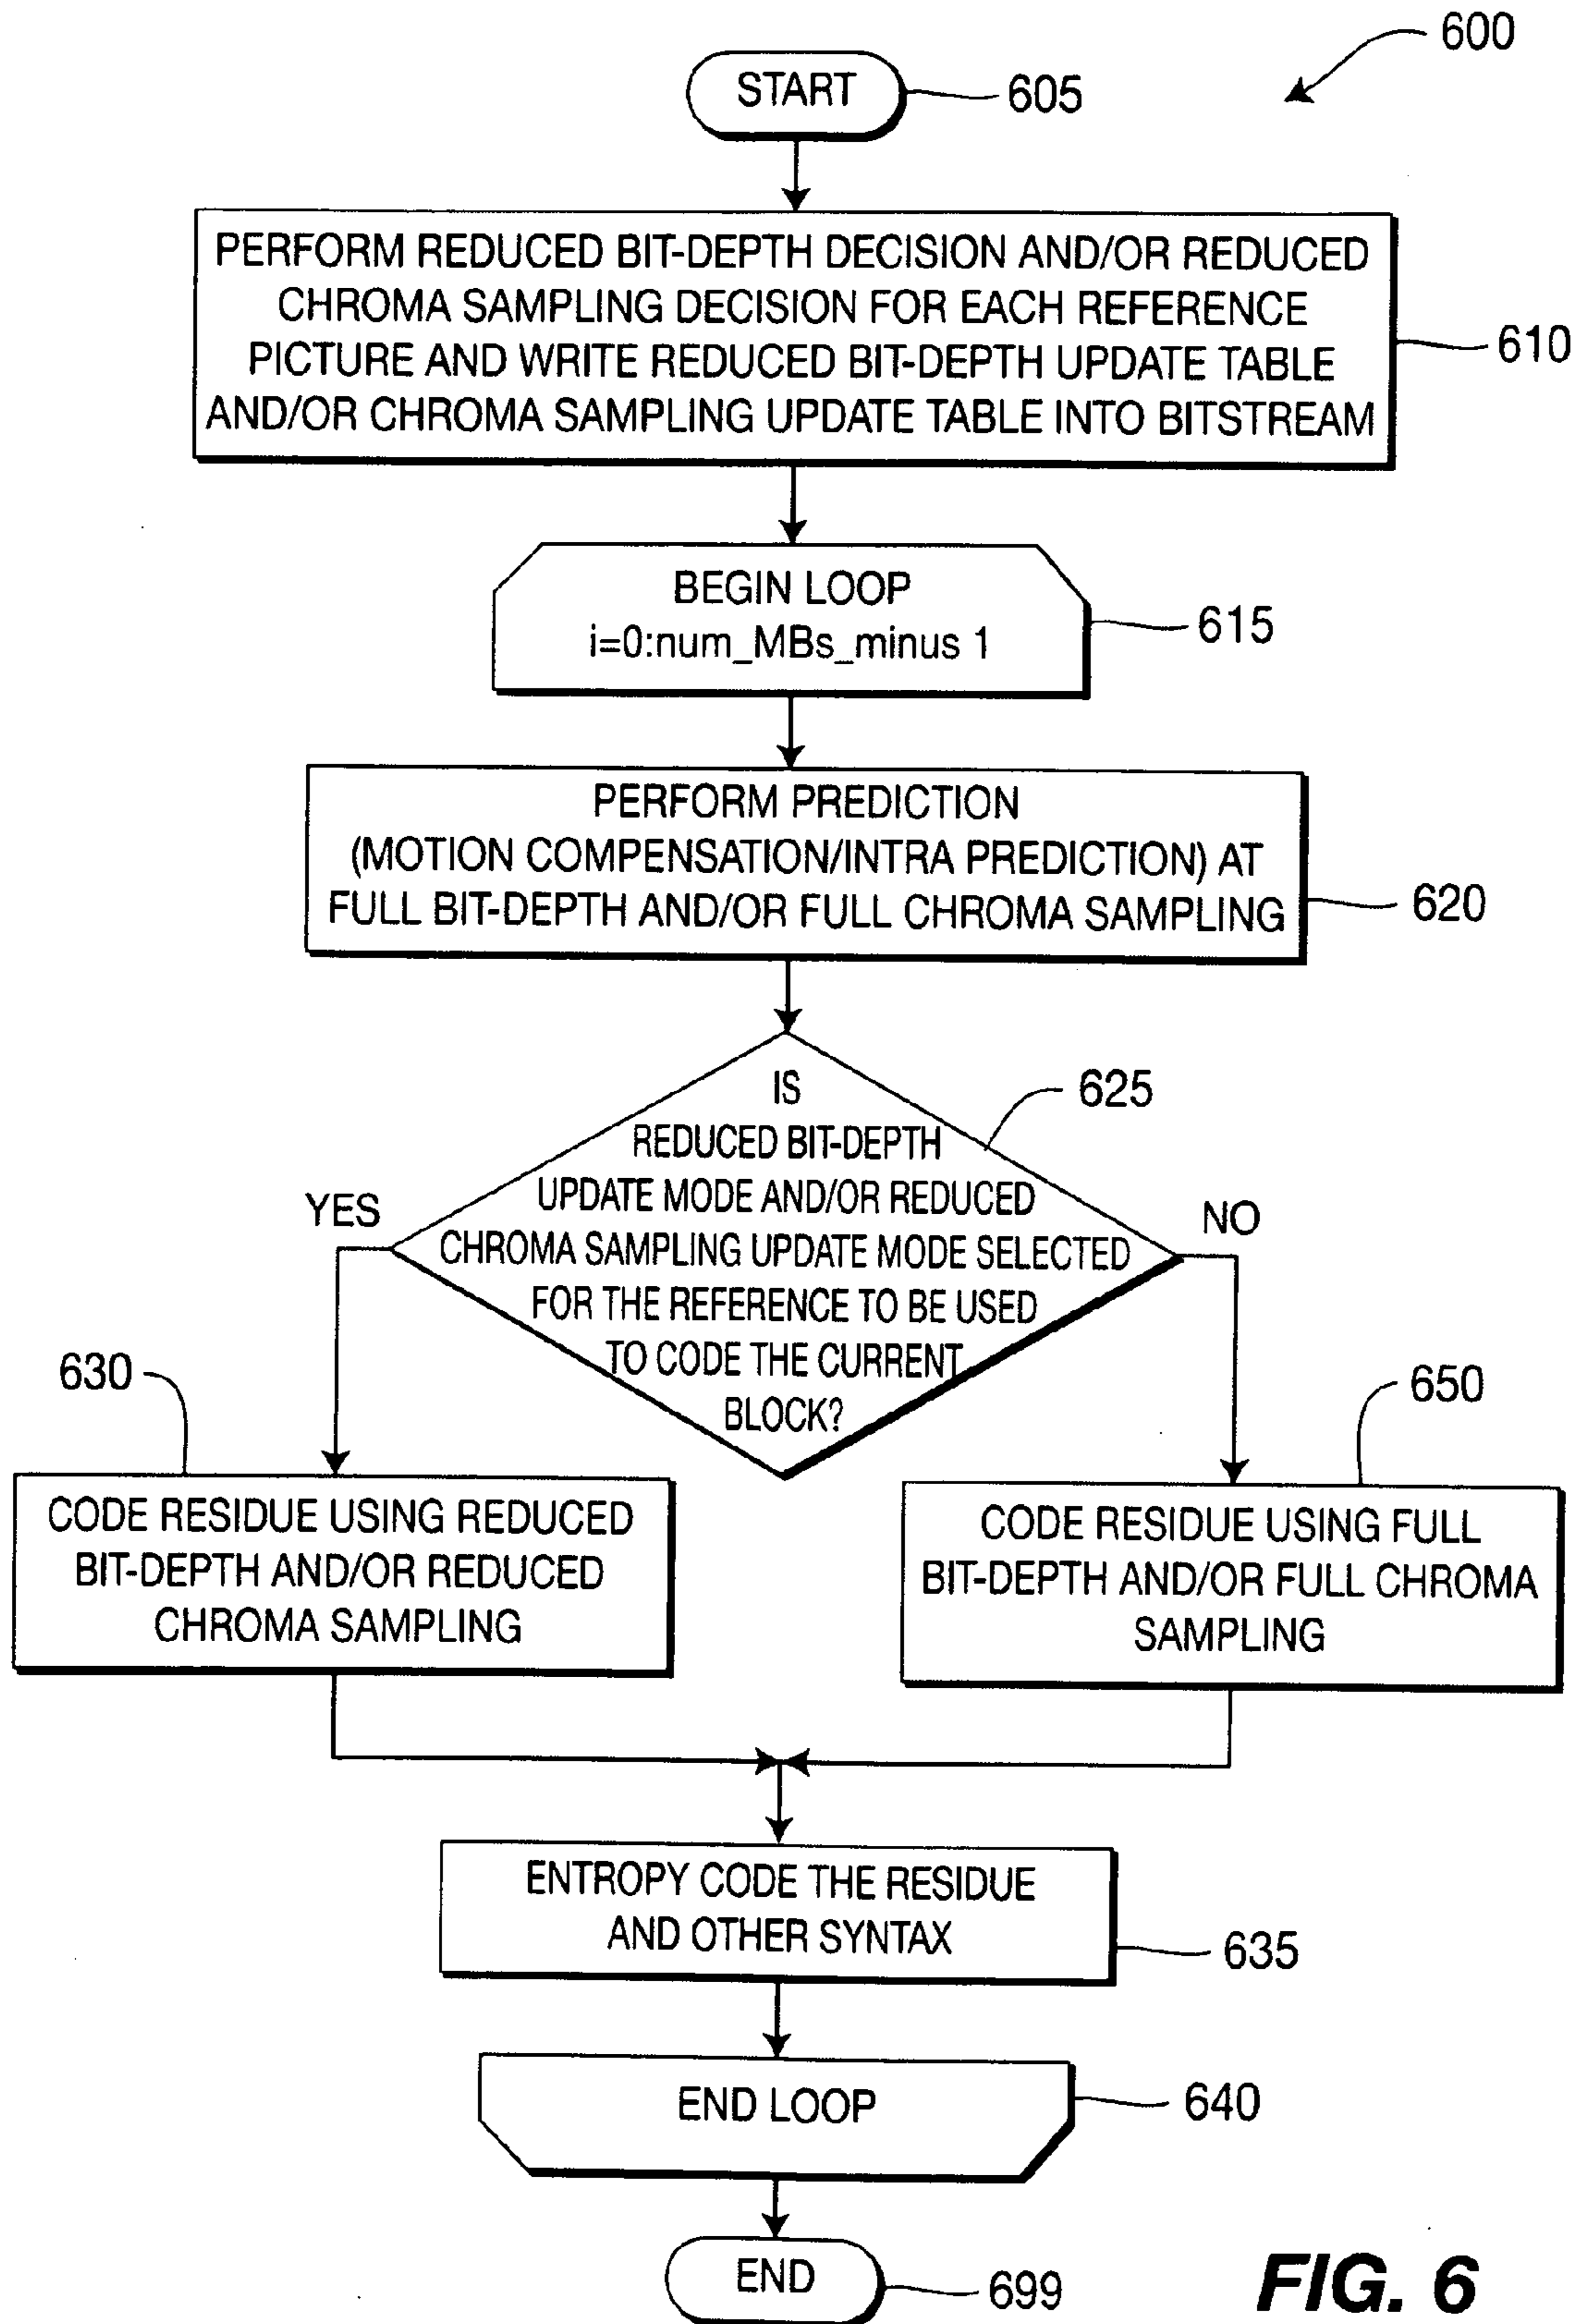 600
START
605
PERFORM REDUCED BIT-DEPTH DECISION AND/OR REDUCED
CHROMA SAMPLING DECISION FOR EACH REFERENCE
PICTURE AND WRITE REDUCED BIT-DEPTH UPDATE TABLE
AND/OR CHROMA SAMPLING UPDATE TABLE INTO BITSTREAM
610
BEGIN LOOP
i=0:num_MBs_minus 1
615
PERFORM PREDICTION
(MOTION COMPENSATION/INTRA PREDICTION) AT
FULL BIT-DEPTH AND/OR FULL CHROMA SAMPLING
620
IS
REDUCED BIT-DEPTH
UPDATE MODE AND/OR REDUCED
CHROMA SAMPLING UPDATE MODE SELECTED
FOR THE REFERENCE TO BE USED
TO CODE THE CURRENT
BLOCK?
625
YES
NO
630
CODE RESIDUE USING REDUCED
BIT-DEPTH AND/OR REDUCED
CHROMA SAMPLING
650
CODE RESIDUE USING FULL
BIT-DEPTH AND/OR FULL CHROMA
SAMPLING
ENTROPY CODE THE RESIDUE
AND OTHER SYNTAX
635
END LOOP
640
END
699
FIG. 6